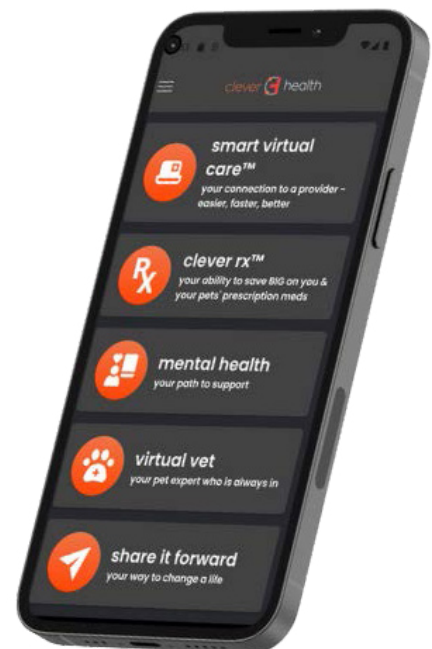 clever health
smart virtual
care™
your connection to a provider -
easier, faster, better
Rx
clever rx™
your ability to save BIG on you &
your pets' prescription meds
mental health
your path to support
virtual vet
your pet expert who is always in
share it forward
your way to change a life